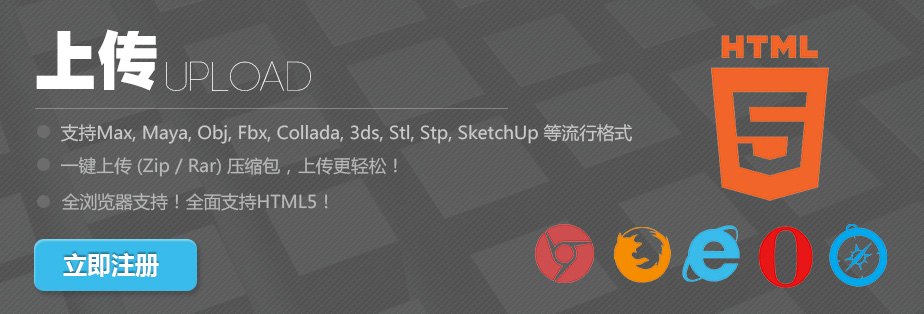 上传 UPLOAD
支持Max, Maya, Obj, Fbx, Collada, 3ds, Stl, Stp, SketchUp 等流行格式
一键上传 (Zip / Rar) 压缩包，上传更轻松！
全浏览器支持！全面支持HTML5！
立即注册
HTML
5